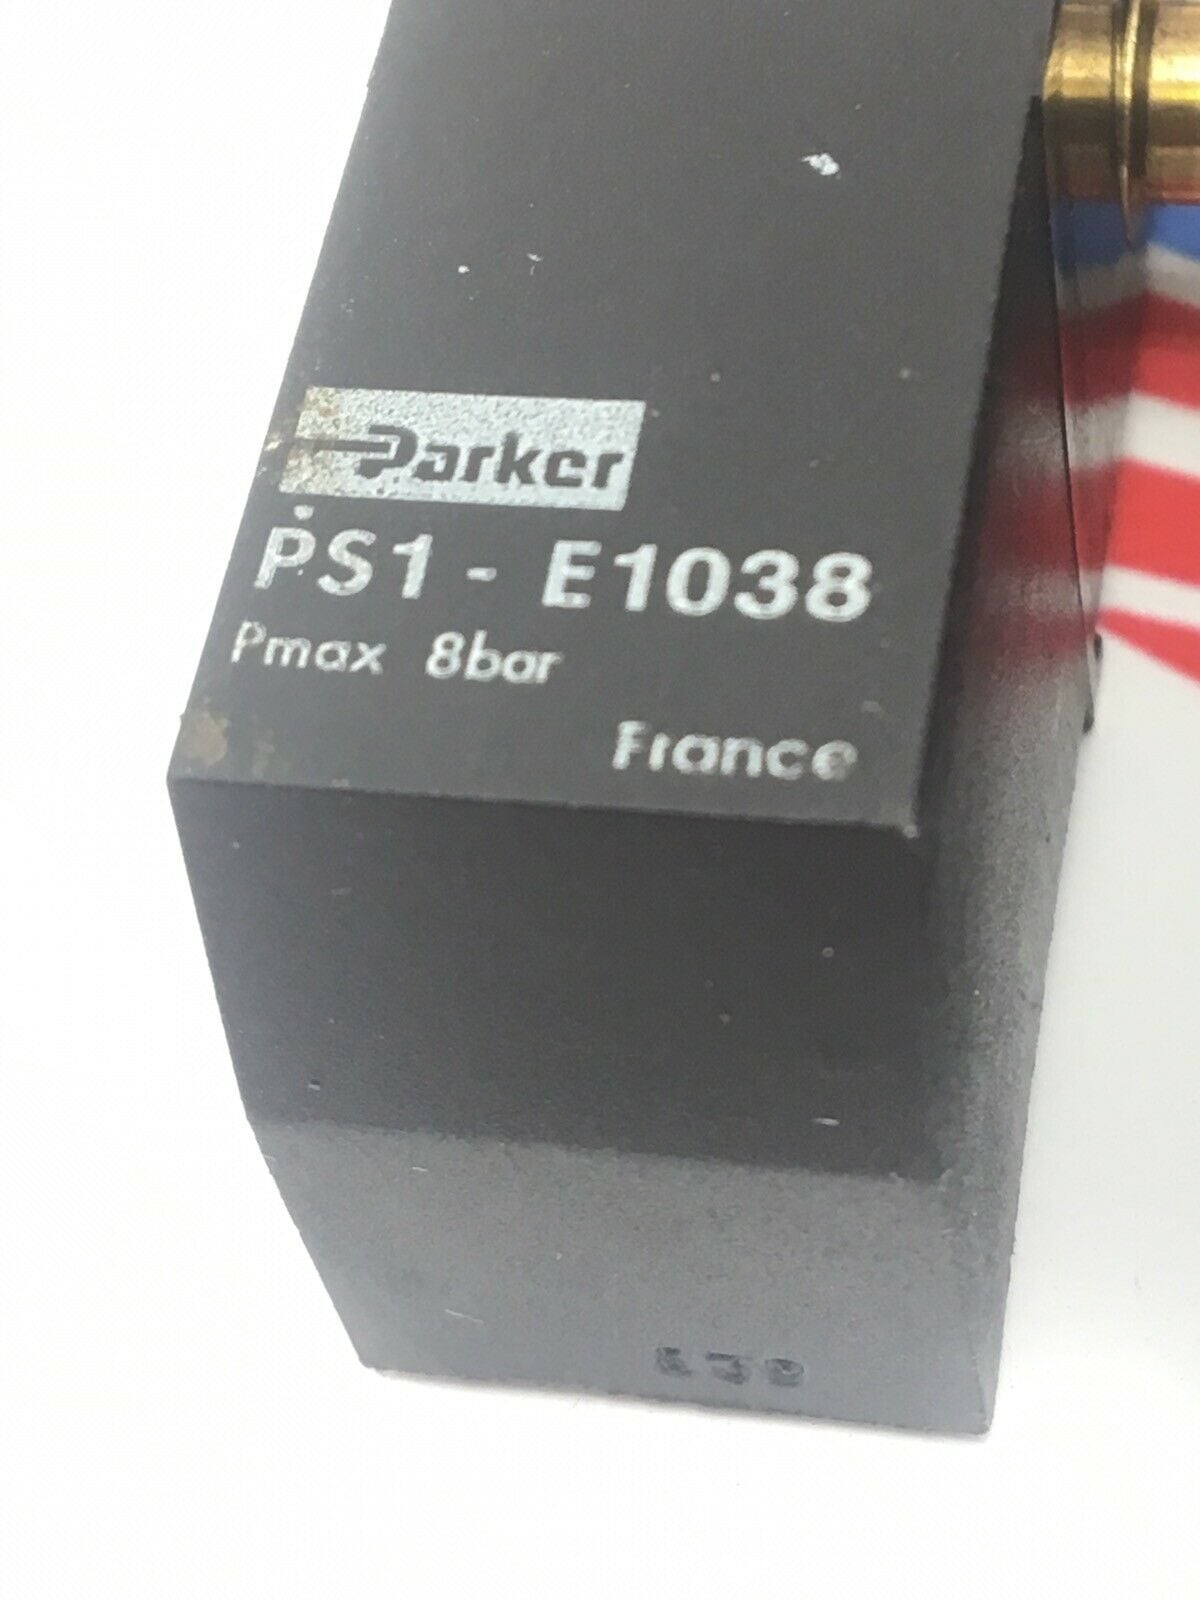 Parker
PS1 - E1038
Pmax 8bar
France